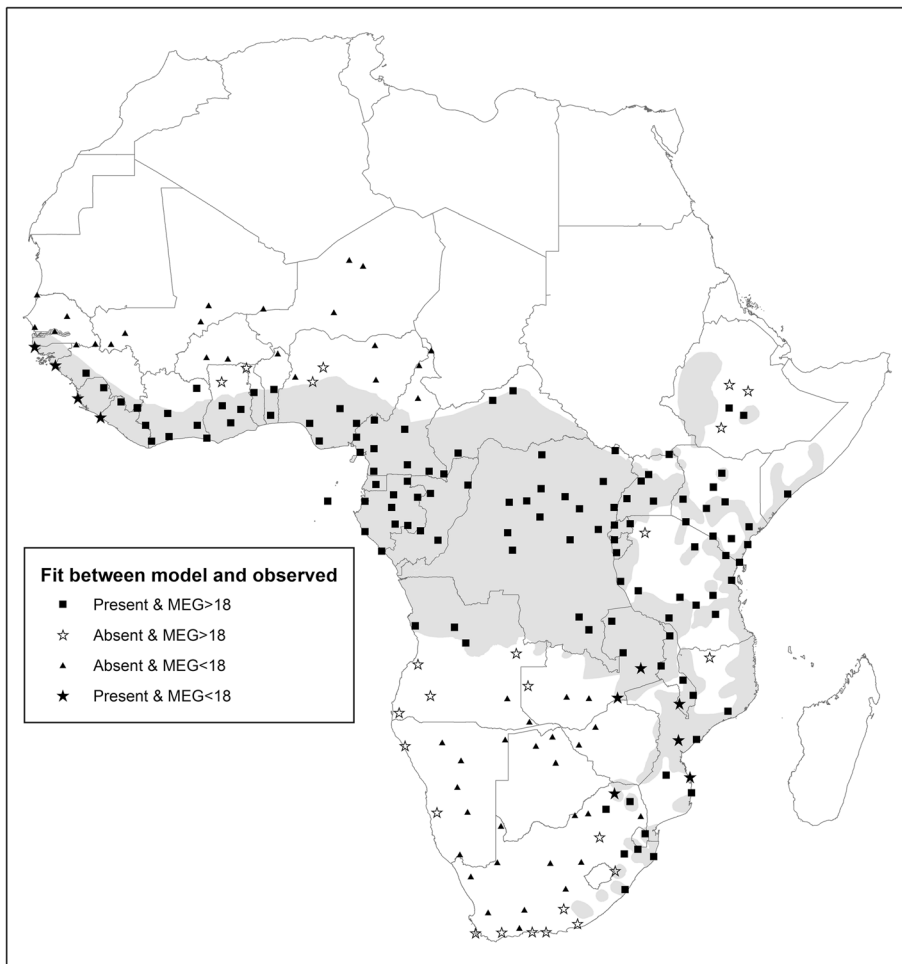 Fit between model and observed
Present & MEG>18
Absent & MEG>18
Absent & MEG<18
Present & MEG<18